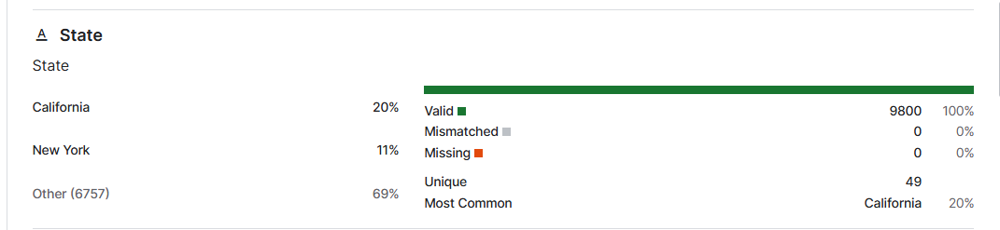 A State
State
California 20%
New York 11%
Other (6757) 69%
Valid 9800 100%
Mismatched 0 0%
Missing 0 0%
Unique 49
Most Common California 20%